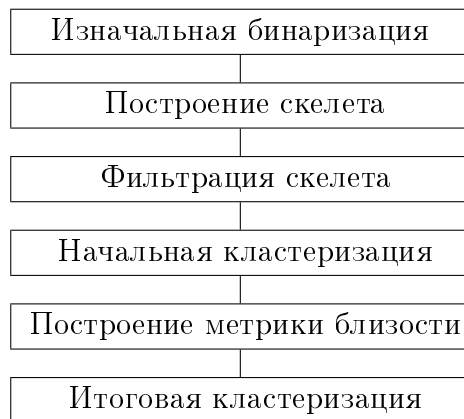 Изначальная бинаризация
Построение скелета
Фильтрация скелета
Начальная кластеризация
Построение метрики близости
Итоговая кластеризация